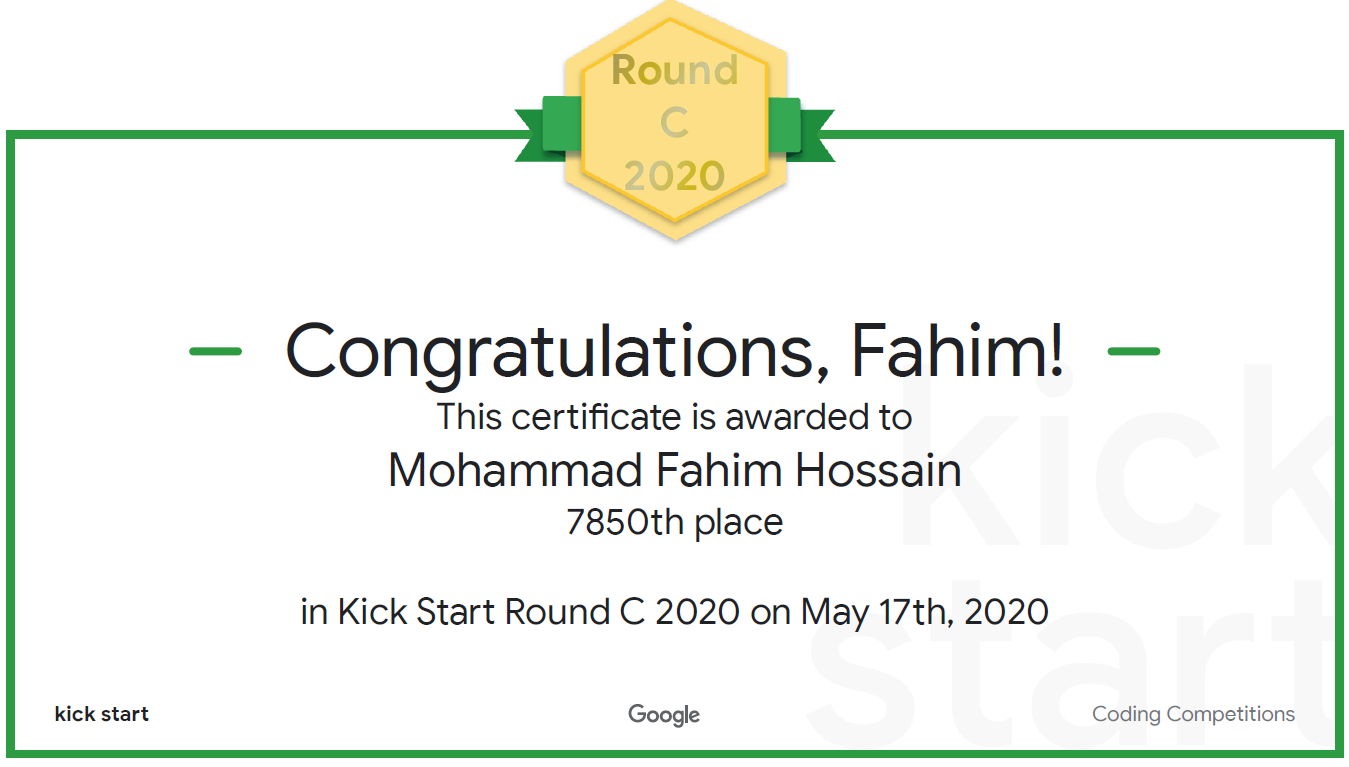 Round
C
2020
Congratulations, Fahim!
This certificate is awarded to
Mohammad Fahim Hossain
7850th place
in Kick Start Round C 2020 on May 17th, 2020
kick
start
kick start
Google
Coding Competitions